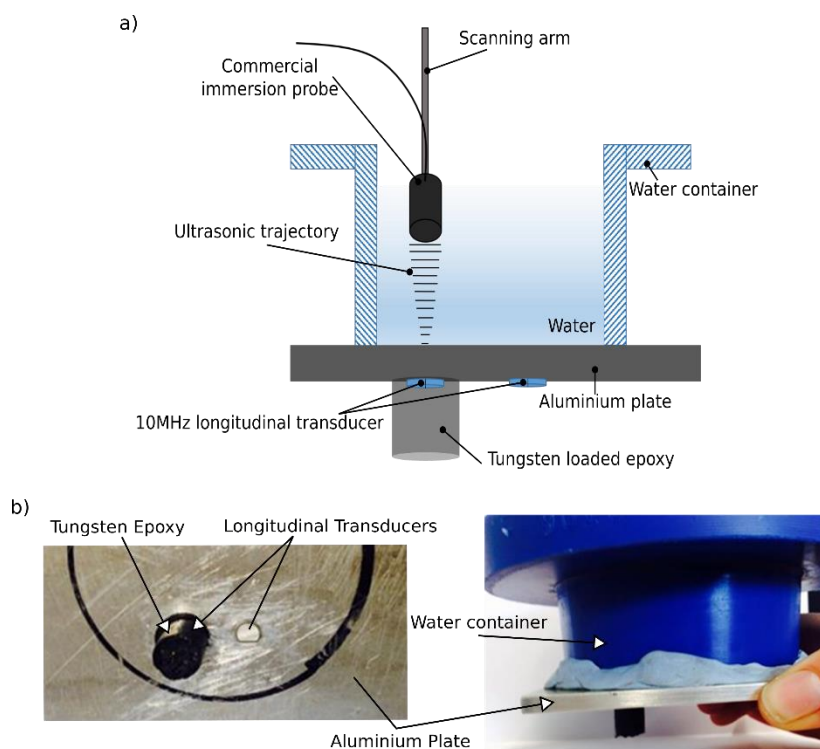 a)
Scanning arm
Commercial
immersion probe
Water container
Ultrasonic trajectory
Water
Aluminium plate
10MHz longitudinal transducer
Tungsten loaded epoxy
b)
Tungsten Epoxy
Longitudinal Transducers
Water container
Aluminium Plate